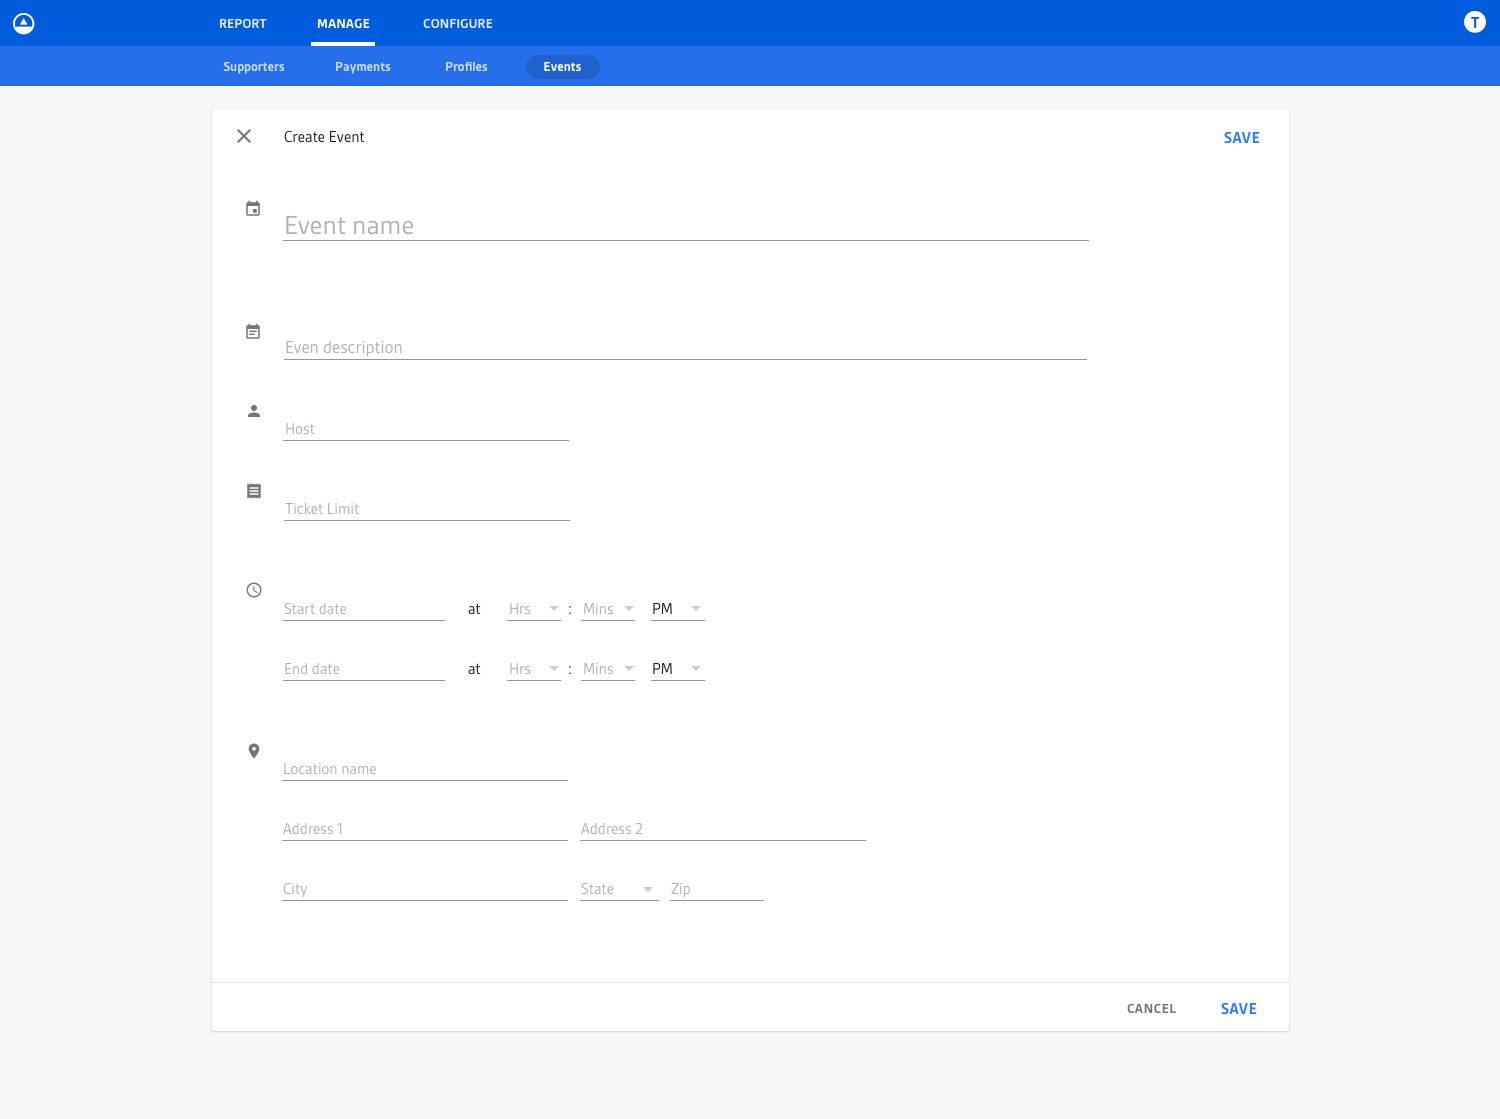 REPORT MANAGE CONFIGURE T
Supporters Payments Profiles Events
Create Event SAVE
Event name
Even description
Host
Ticket Limit
Start date at Hrs : Mins PM
End date at Hrs : Mins PM
Location name
Address 1 Address 2
City State Zip
CANCEL SAVE